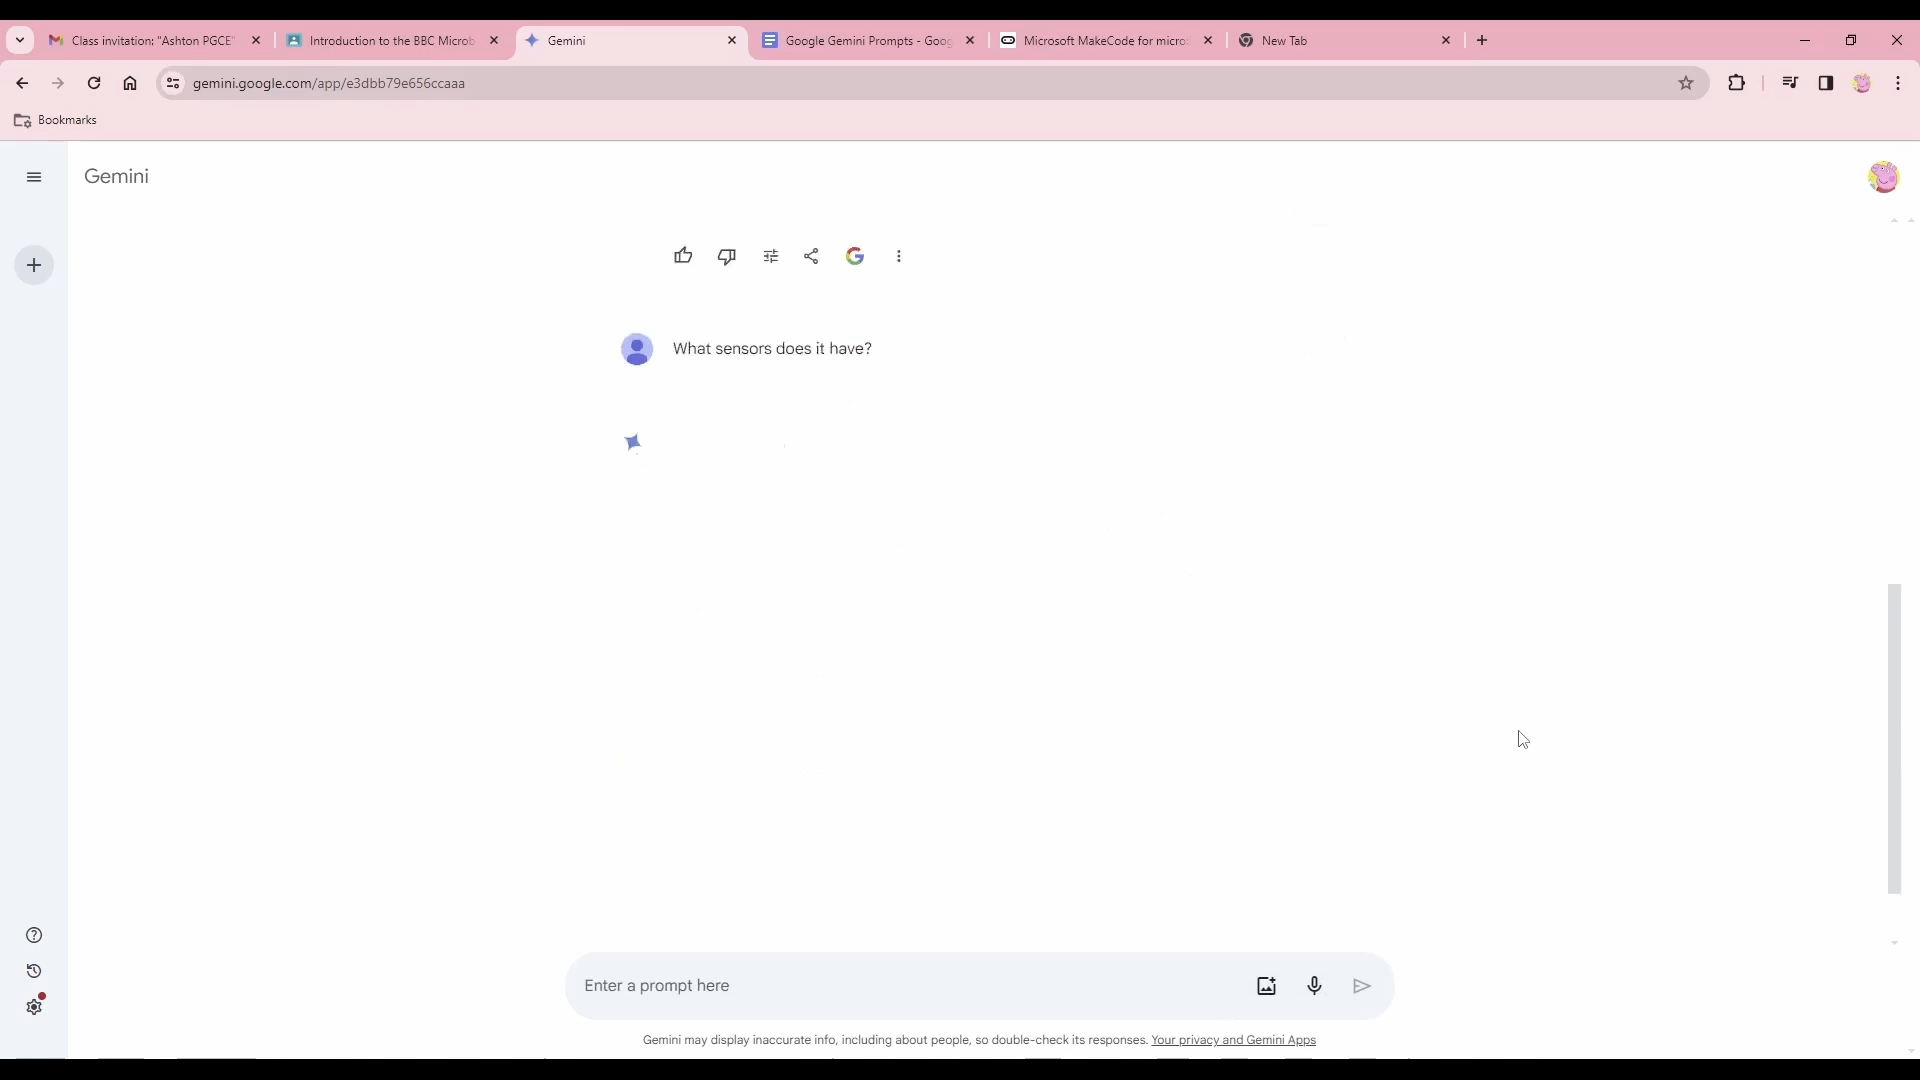 Class invitation: "Ashton PGCE"
Introduction to the BBC Microb
Gemini
Google Gemini Prompts - Goog
Microsoft MakeCode for micro
New Tab
gemini.google.com/app/e3dbb79e656ccaaa
Bookmarks
Gemini
What sensors does it have?
Enter a prompt here
Gemini may display inaccurate info, including about people, so double-check its responses. Your privacy and Gemini Apps